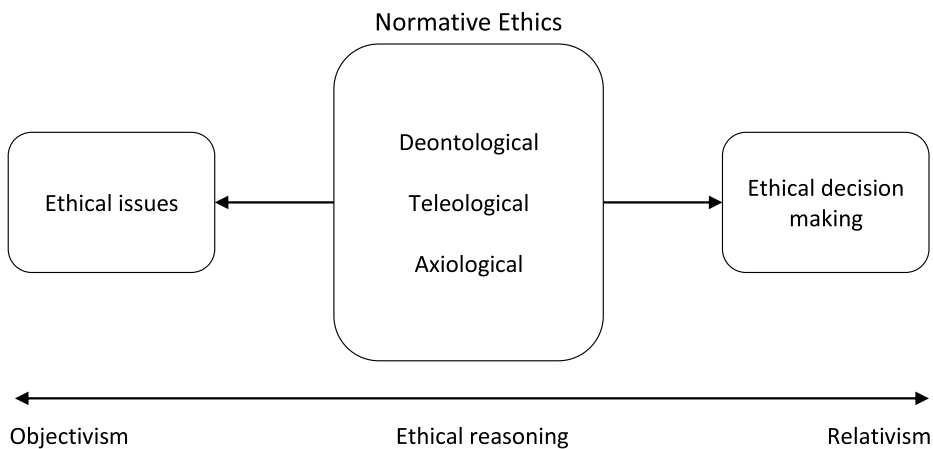 Normative Ethics
Deontological
Ethical issues
Teleological
Ethical decision
making
Axiological
Objectivism
Ethical reasoning
Relativism